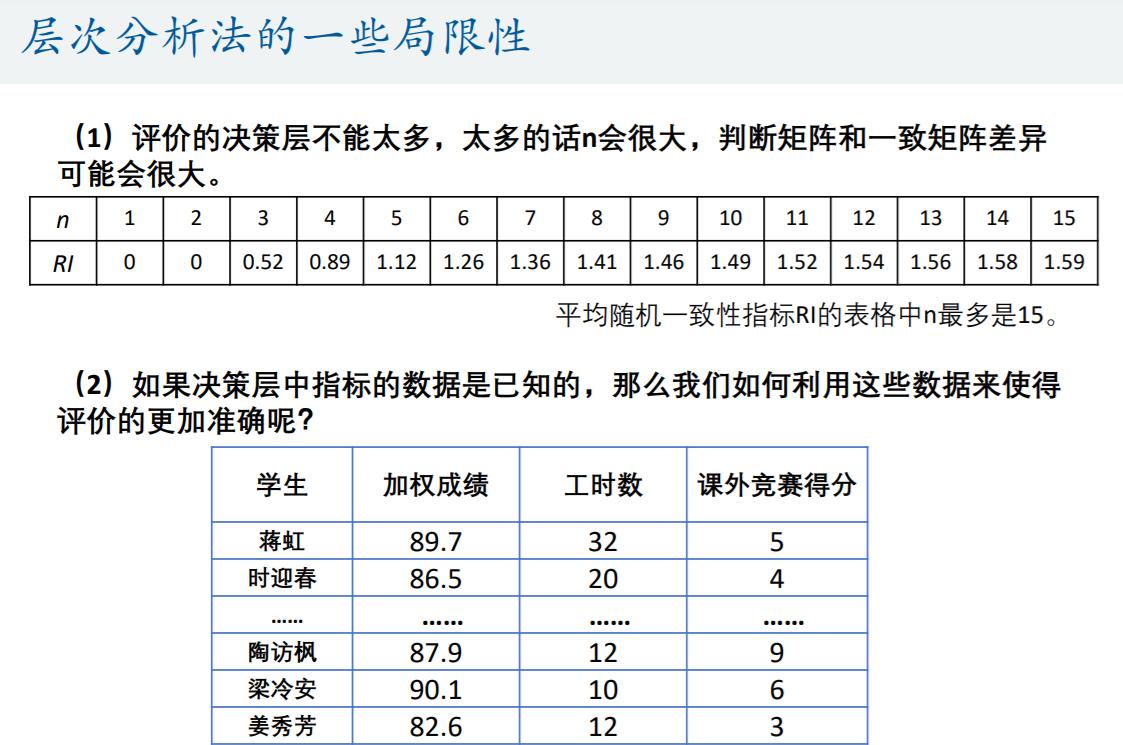 层次分析法的一些局限性
（1）评价的决策层不能太多，太多的话n会很大，判断矩阵和一致矩阵差异
可能会很大。
n 1 2 3 4 5 6 7 8 9 10 11 12 13 14 15
RI 0 0 0.52 0.89 1.12 1.26 1.36 1.41 1.46 1.49 1.52 1.54 1.56 1.58 1.59
平均随机一致性指标RI的表格中n最多是15。
（2）如果决策层中指标的数据是已知的，那么我们如何利用这些数据来使得
评价的更加准确呢？
学生 加权成绩 工时数 课外竞赛得分
蒋虹 89.7 32 5
时迎春 86.5 20 4
…… …… …… ……
陶访枫 87.9 12 9
梁冷安 90.1 10 6
姜秀芳 82.6 12 3